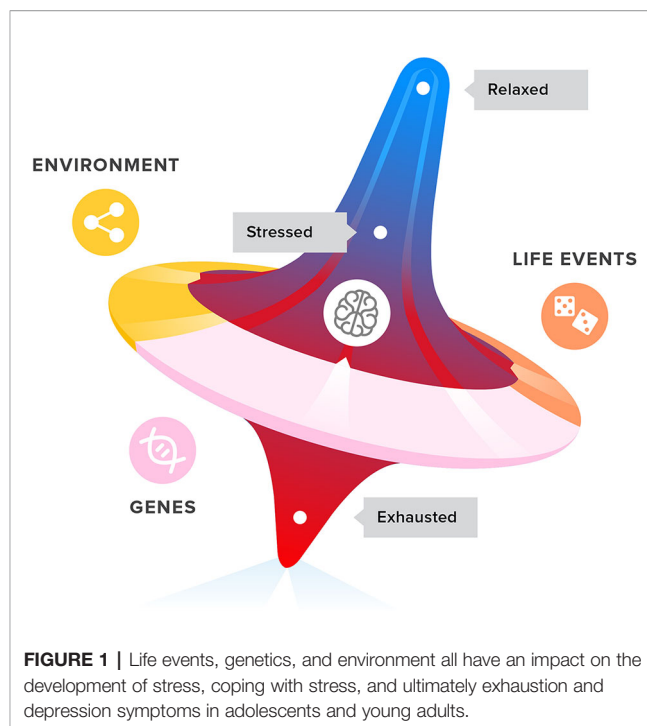 Relaxed
ENVIRONMENT
Stressed
LIFE EVENTS
GENES
Exhausted
FIGURE 1 | Life events, genetics, and environment all have an impact on the
development of stress, coping with stress, and ultimately exhaustion and
depression symptoms in adolescents and young adults.